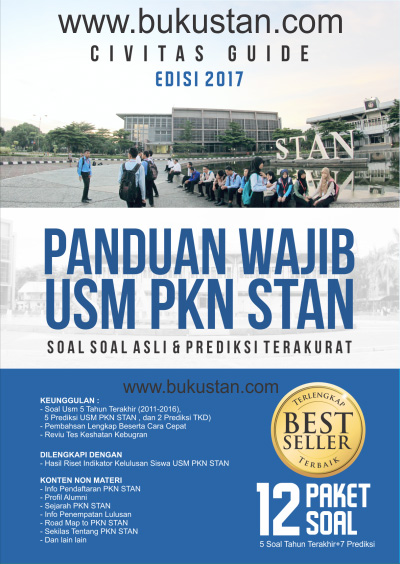 www.bukustan.com
CIVITAS GUIDE
EDISI 2017
STAN
PANDUAN WAJIB
USM PKN STAN
SOAL SOAL ASLI & PREDIKSI TERAKURAT
www.bukustan.com
KEUNGGULAN :
- Soal Usm 5 Tahun Terakhir (2011-2016),
5 Prediksi USM PKN STAN , dan 2 Prediksi TKD)
- Pembahsan Lengkap Beserta Cara Cepat
- Reviu Tes Keshatan Kebugran
DILENGKAPI DENGAN
- Hasil Riset Indikator Kelulusan Siswa USM PKN STAN
KONTEN NON MATERI
- Info Pendaftaran PKN STAN
- Profil Alumni
- Sejarah PKN STAN
- Info Penempatan Lulusan
- Road Map to PKN STAN
- Sekilas Tentang PKN STAN
- Dan lain lain
TERLENGKAP
BEST
SELLER
TERBAIK
12 PAKET
SOAL
5 Soal Tahun Terakhir+7 Prediksi